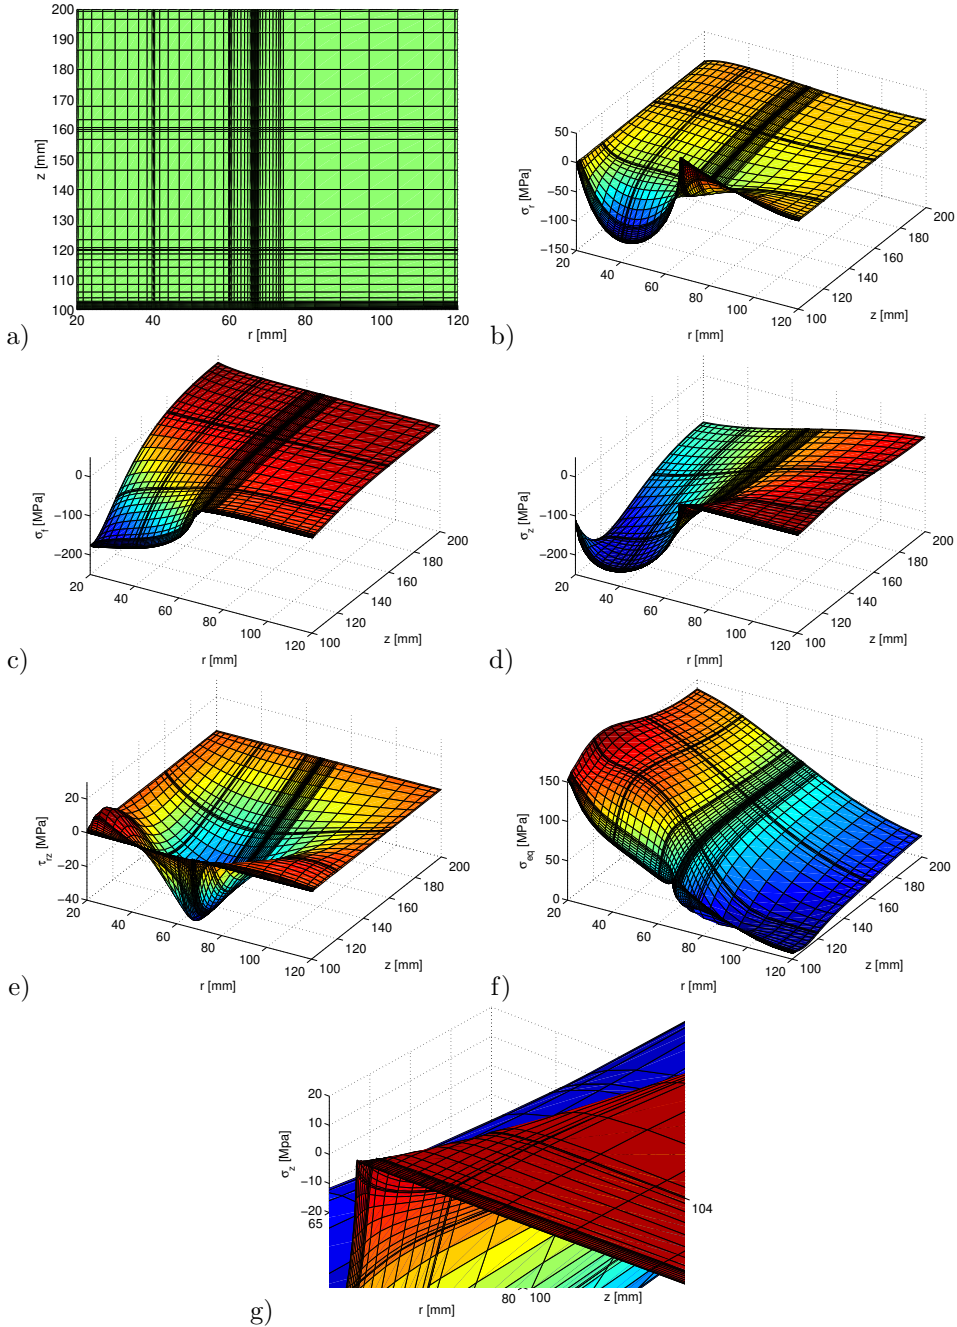 200
190
180
170
160
150
140
130
120
110
100
z [mm]
20 40 60 80 100 120
r [mm]
a)
50
0
−50
−100
−150
σr [MPa]
20 40 60 80 100 120
r [mm]
100 120 140 160 180 200
z [mm]
b)
0
−100
−200
σf [MPa]
20 40 60 80 100 120
r [mm]
100 120 140 160 180 200
z [mm]
c)
0
−100
−200
σz [MPa]
20 40 60 80 100 120
r [mm]
100 120 140 160 180 200
z [mm]
d)
20
0
−20
−40
τrz [MPa]
20 40 60 80 100 120
r [mm]
100 120 140 160 180 200
z [mm]
e)
150
100
50
0
σeq [MPa]
20 40 60 80 100 120
r [mm]
100 120 140 160 180 200
z [mm]
f)
20
10
0
−10
−20
σz [Mpa]
65 80
r [mm]
100 104
z [mm]
g)